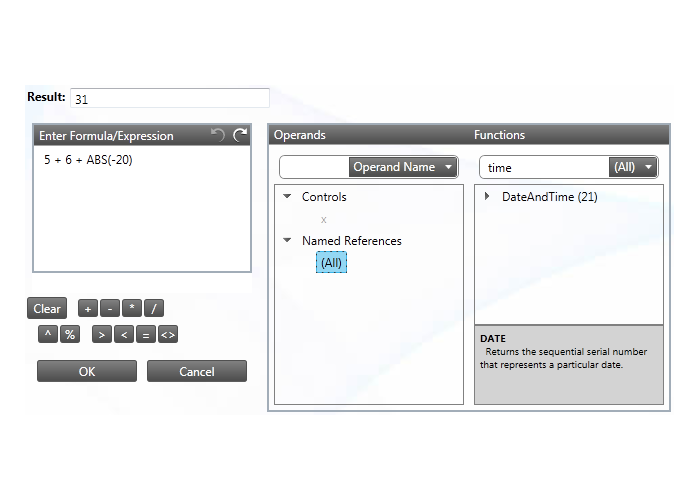 Result: 31
Enter Formula/Expression
5 + 6 + ABS(-20)
Clear + - * /
^ % > < = <>
OK Cancel
Operands Functions
Operand Name
Controls
x
Named References
(All)
time (All)
DateAndTime (21)
DATE
Returns the sequential serial number
that represents a particular date.